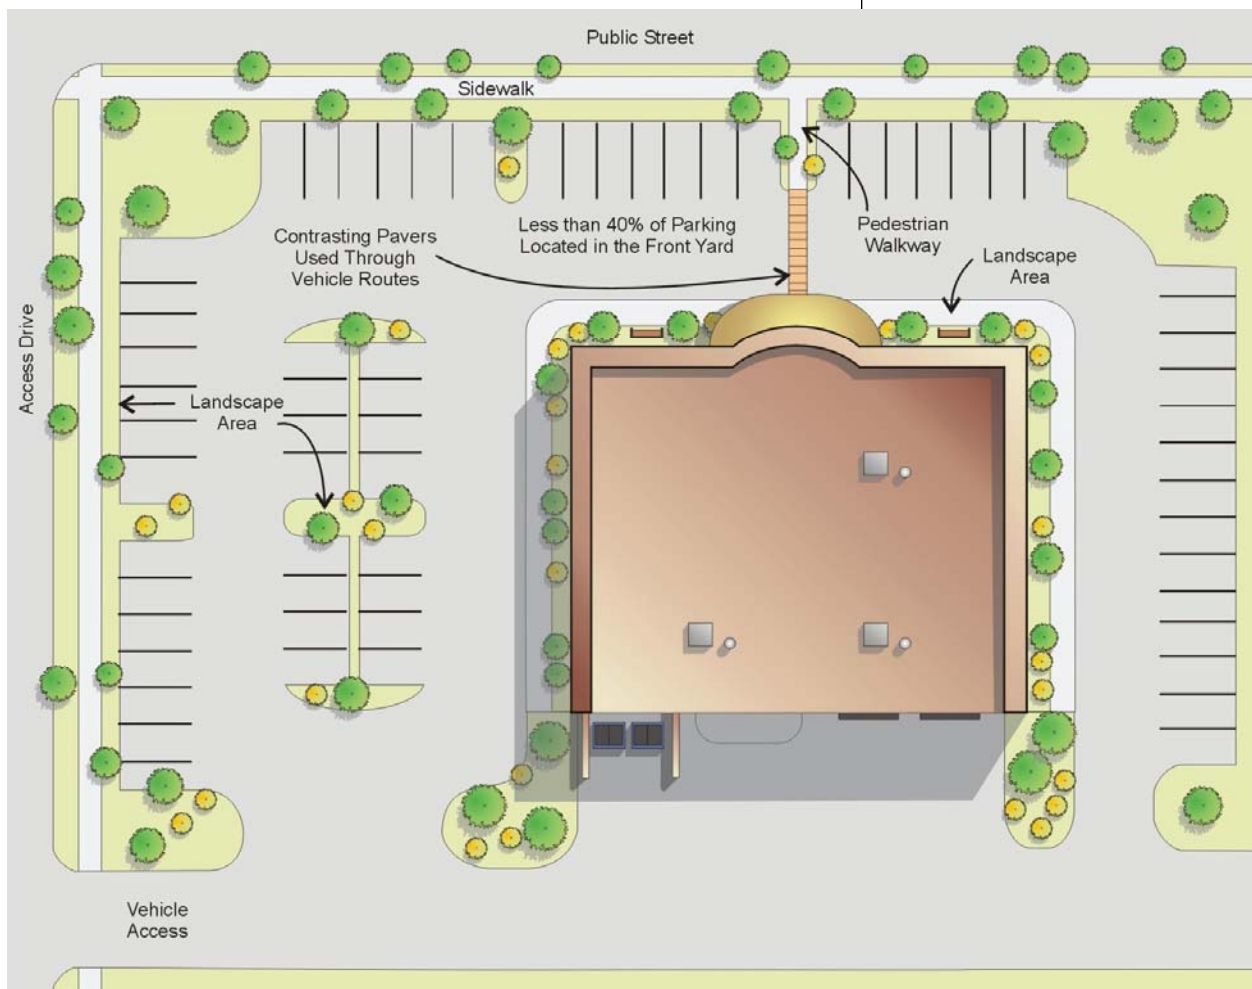 Public Street
Sidewalk
Contrasting Pavers
Used Through
Vehicle Routes
Less than 40% of Parking
Located in the Front Yard
Pedestrian
Walkway
Landscape
Area
Access Drive
Landscape
Area
Vehicle
Access